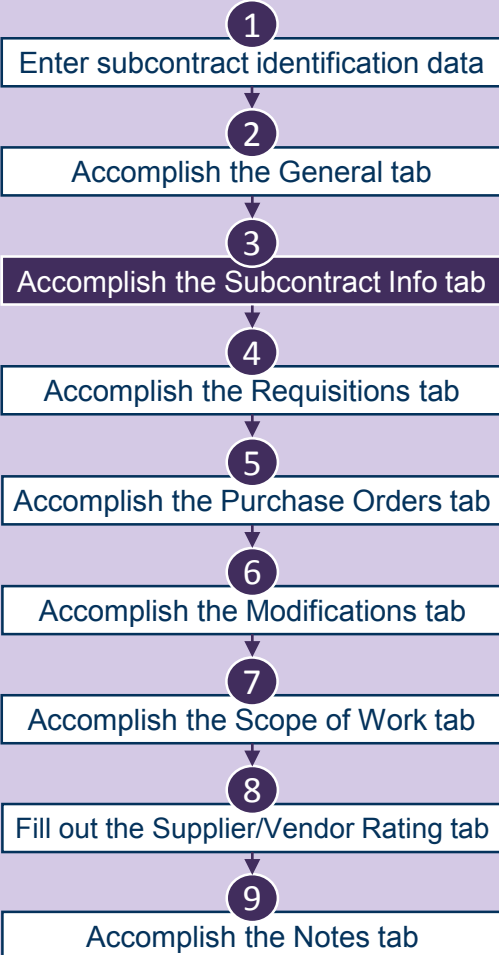 1
Enter subcontract identification data
2
Accomplish the General tab
3
Accomplish the Subcontract Info tab
4
Accomplish the Requisitions tab
5
Accomplish the Purchase Orders tab
6
Accomplish the Modifications tab
7
Accomplish the Scope of Work tab
8
Fill out the Supplier/Vendor Rating tab
9
Accomplish the Notes tab